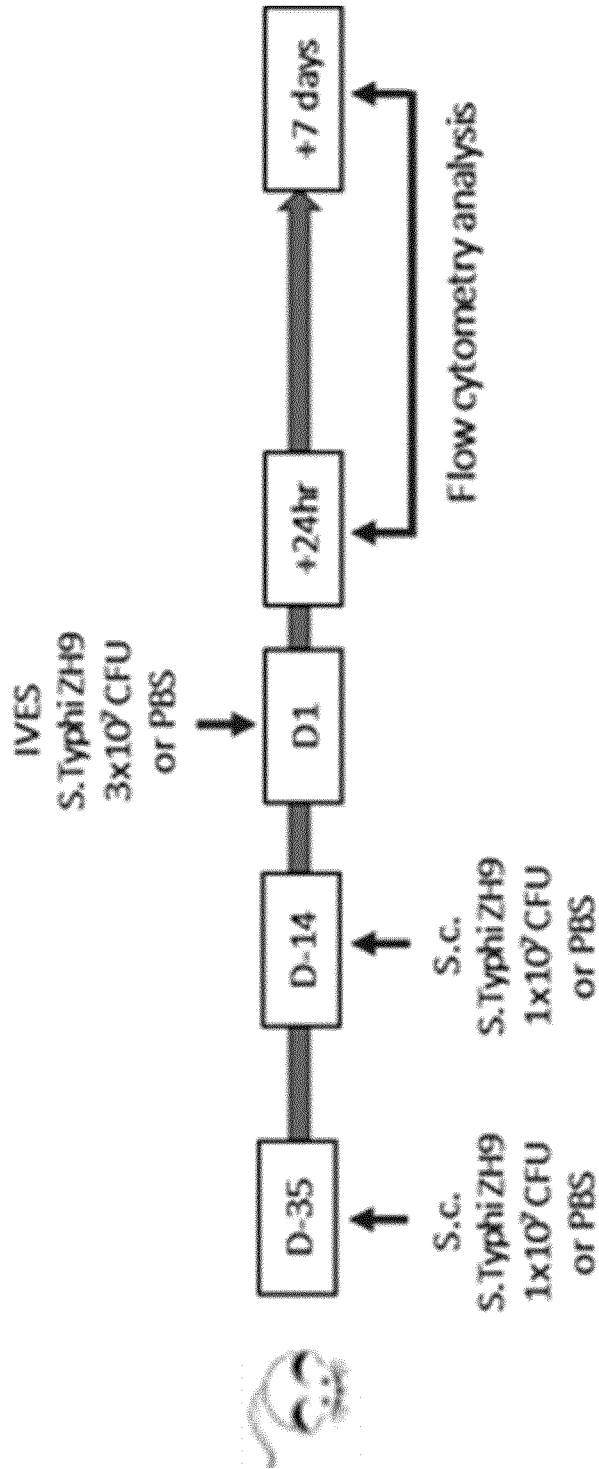 IVES
S.Typhi ZH9
3x10⁷ CFU
or PBS
D-35
D-14
D1
+24hr
+7 days
S.c.
S.Typhi ZH9
1x10⁷ CFU
or PBS
S.c.
S.Typhi ZH9
1x10⁷ CFU
or PBS
Flow cytometry analysis